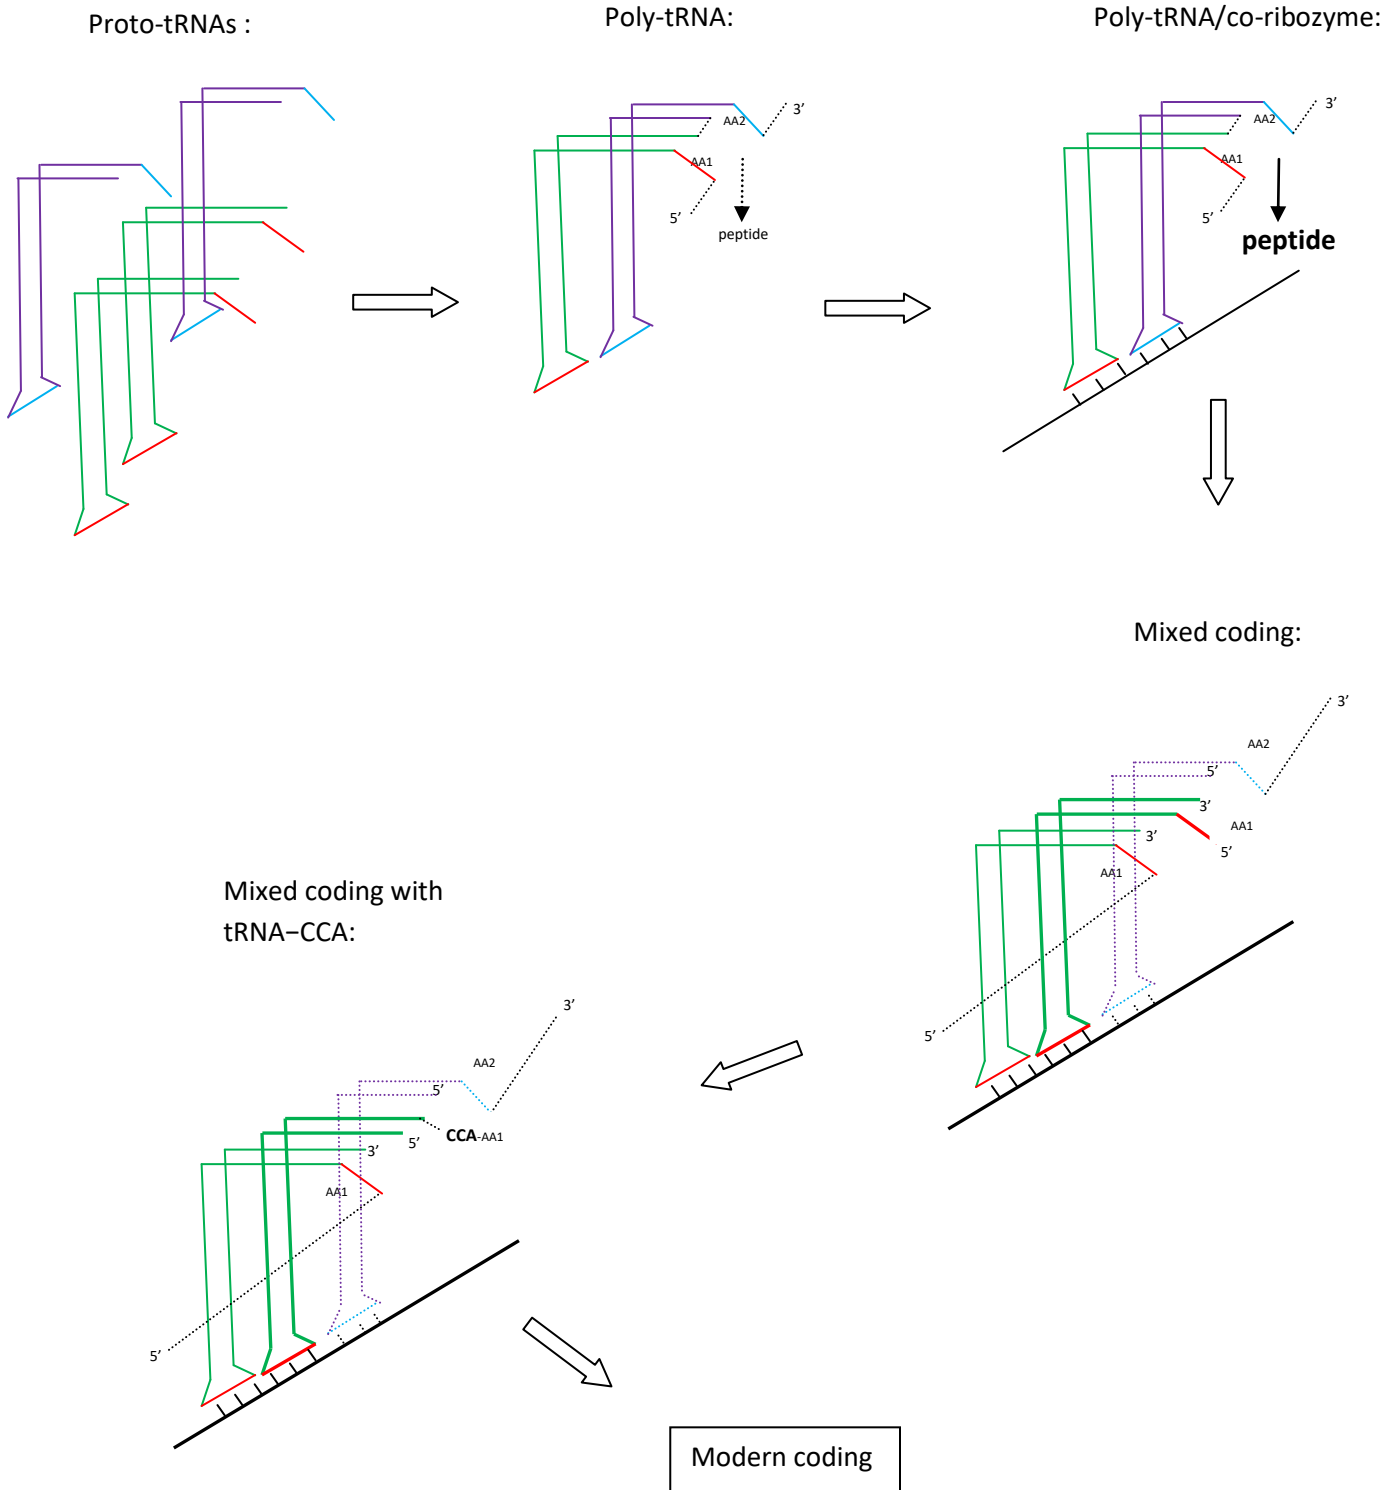 Proto-tRNAs :
Poly-tRNA:
Poly-tRNA/co-ribozyme:
3’
AA2
AA1
5’
peptide
3’
AA2
AA1
5’
peptide
Mixed coding:
3’
AA2
5’
3’
AA1
3’
5’
AA1
5’
Mixed coding with
tRNA–CCA:
3’
AA2
5’
CCA-AA1
5’
3’
AA1
5’
Modern coding